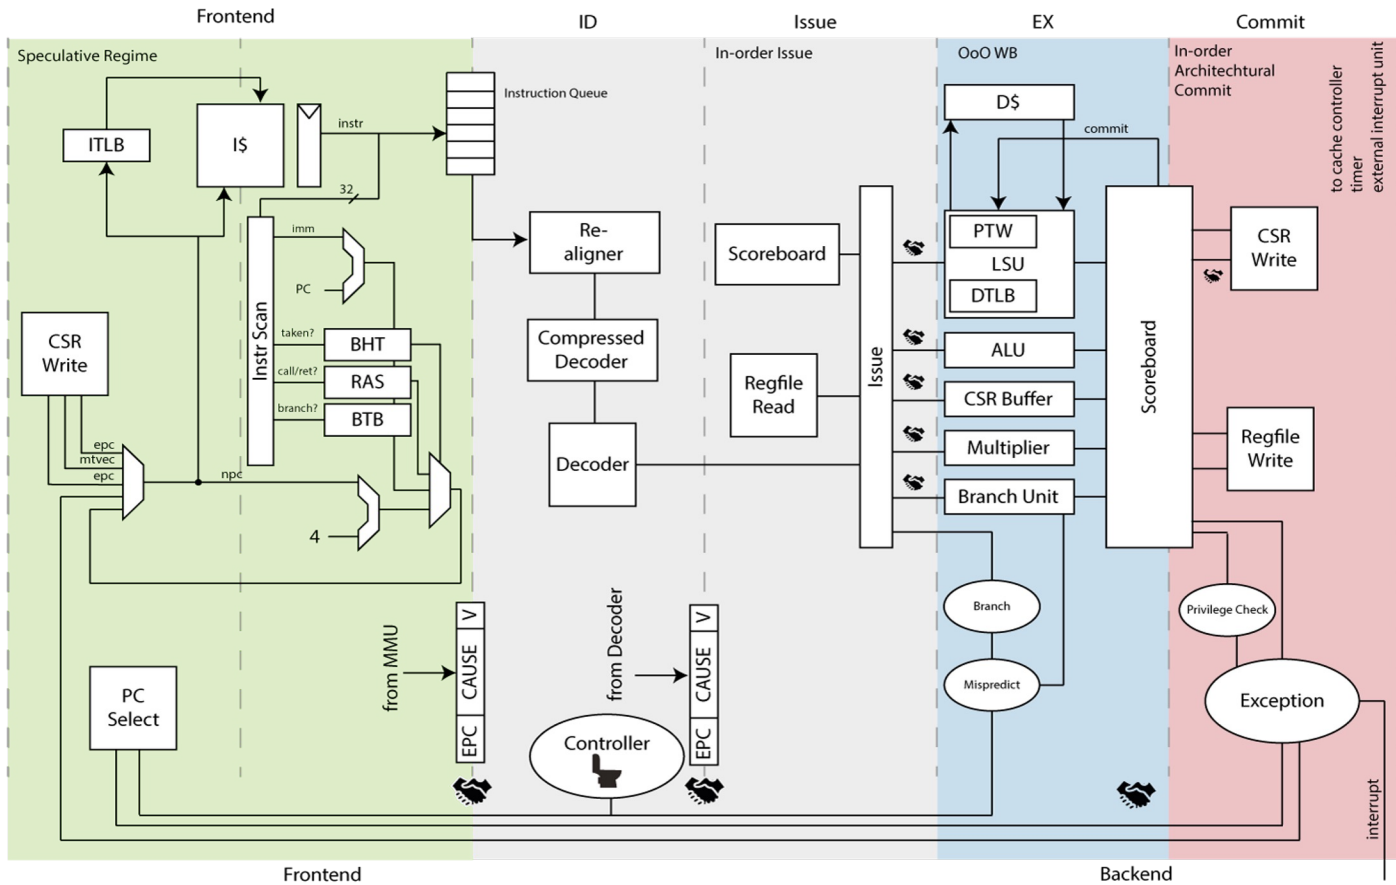 Frontend
ID
Issue
EX
Commit
Speculative Regime
In-order Issue
OoO WB
In-order
Architechtural
Commit
to cache controller
timer
external interrupt unit
Instruction Queue
ITLB
I$
instr
32
imm
PC
Instr Scan
taken?
BHT
call/ret?
RAS
branch?
BTB
CSR
Write
epc
mtvec
epc
npc
4
Re-
aligner
Compressed
Decoder
Decoder
Scoreboard
Regfile
Read
Issue
D$
commit
PTW
LSU
DTLB
ALU
CSR Buffer
Multiplier
Branch Unit
Scoreboard
CSR
Write
Regfile
Write
Branch
Mispredict
Privilege Check
Exception
from MMU
V
CAUSE
EPC
from Decoder
V
CAUSE
EPC
PC
Select
Controller
interrupt
Frontend
Backend